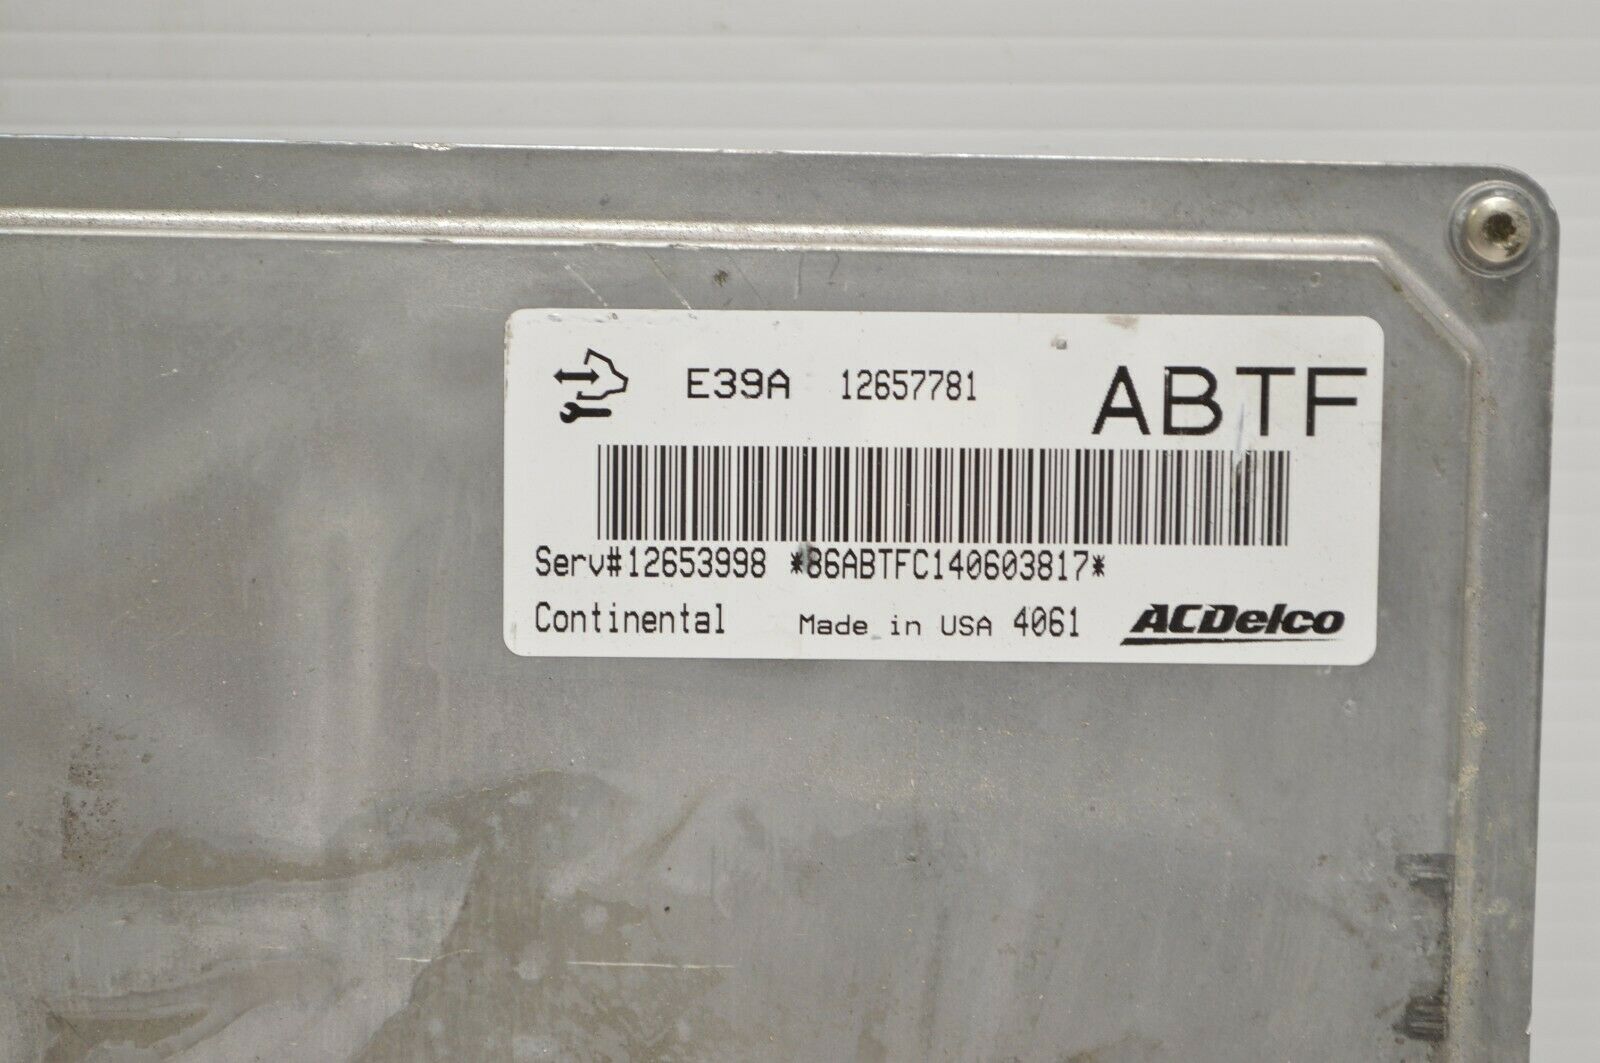 E39A 12657781 ABTF
Serv#12653998 *86ABTFC140603817*
Continental Made in USA 4061 ACDelco